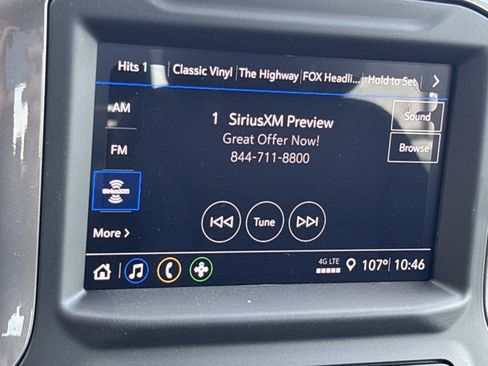 Hits 1 Classic Vinyl The Highway FOX Headli... Hold to Set
AM
1 SiriusXM Preview
Sound
Great Offer Now!
FM
844-711-8800
Browse
SiriusXM
Tune
More >
4G LTE
107° 10:46